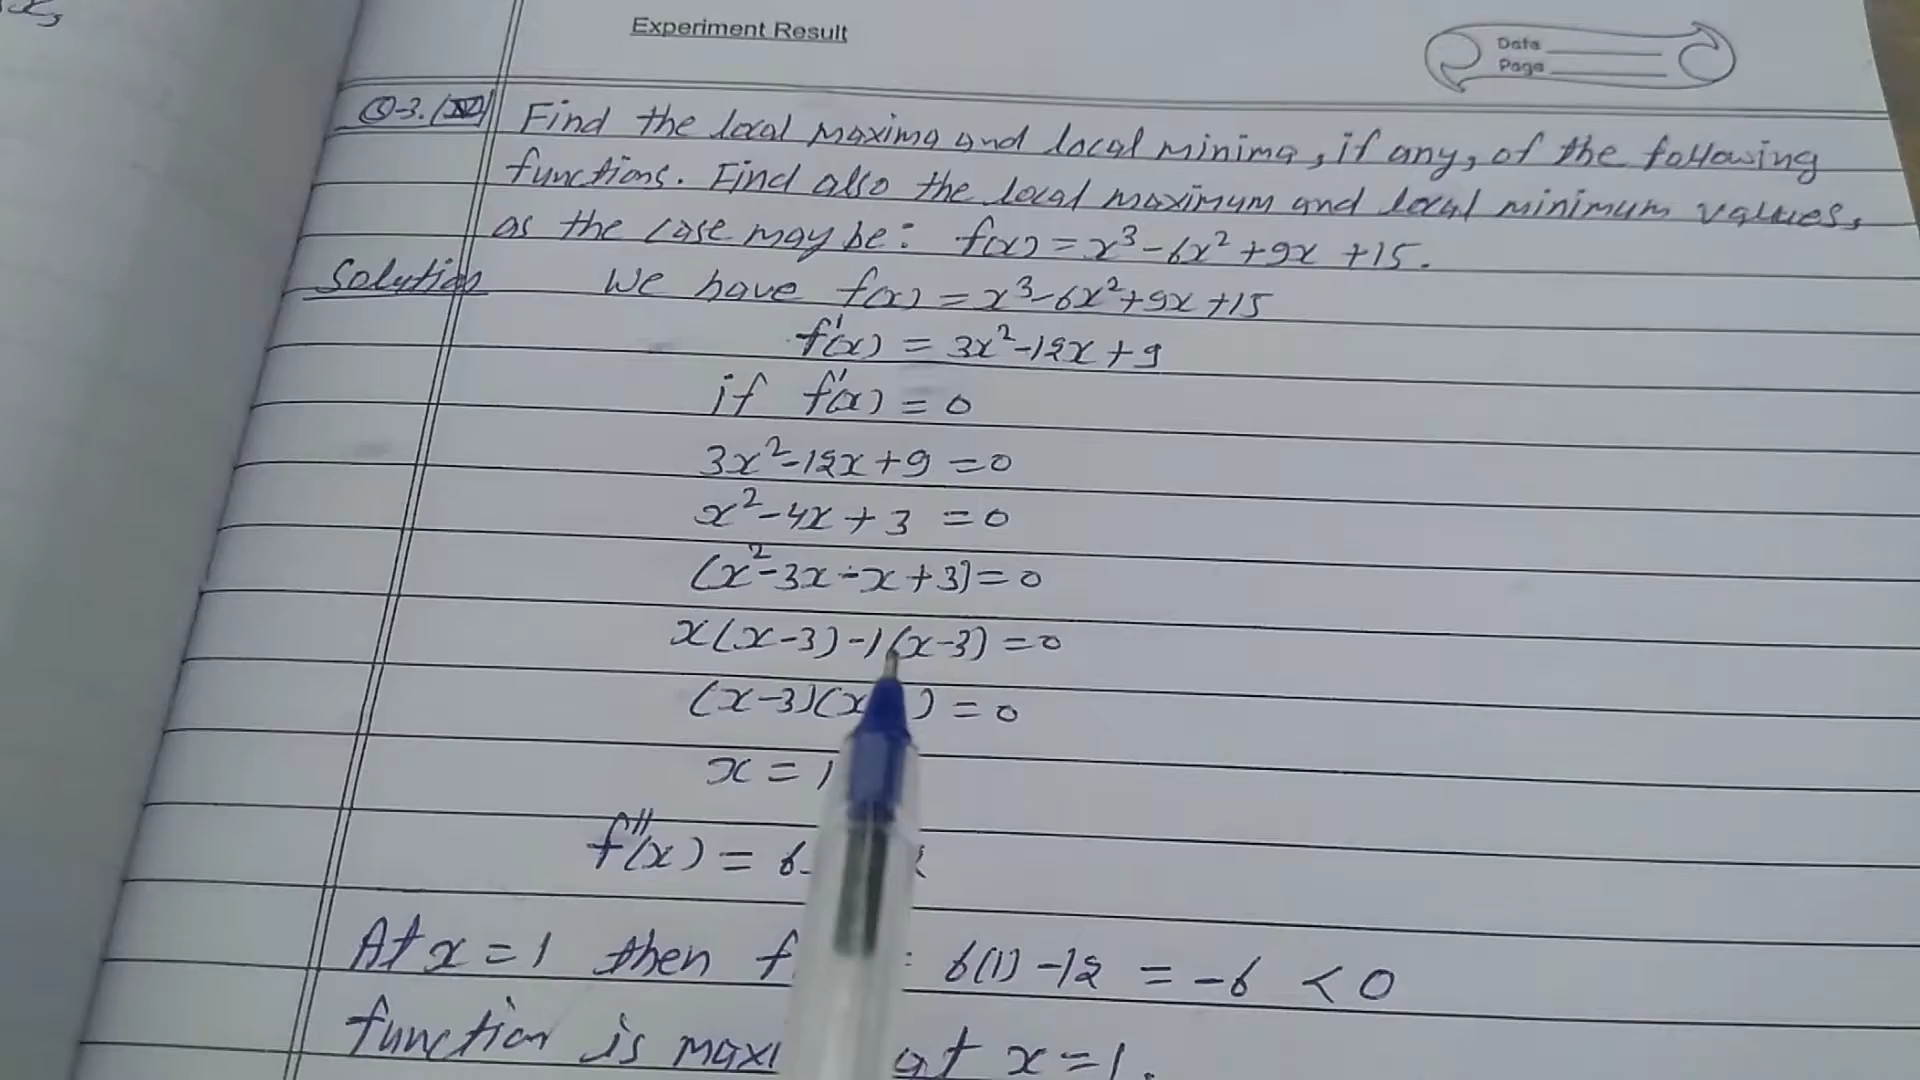 Experiment Result
Date
Page
Q-3. Find the local maxima and local minima, if any, of the following
functions. Find also the local maximum and local minimum values,
as the case may be: f(x) = x³ - 6x² + 9x + 15.
Solution We have f(x) = x³ - 6x² + 9x + 15
f'(x) = 3x² - 12x + 9
if f'(x) = 0
3x² - 12x + 9 = 0
x² - 4x + 3 = 0
(x² - 3x - x + 3) = 0
x(x-3) -1(x-3) = 0
(x-3)(x ) = 0
x = 1
f''(x) = 6
At x = 1 then f 6(1) - 12 = -6 < 0
function is maxi at x = 1.